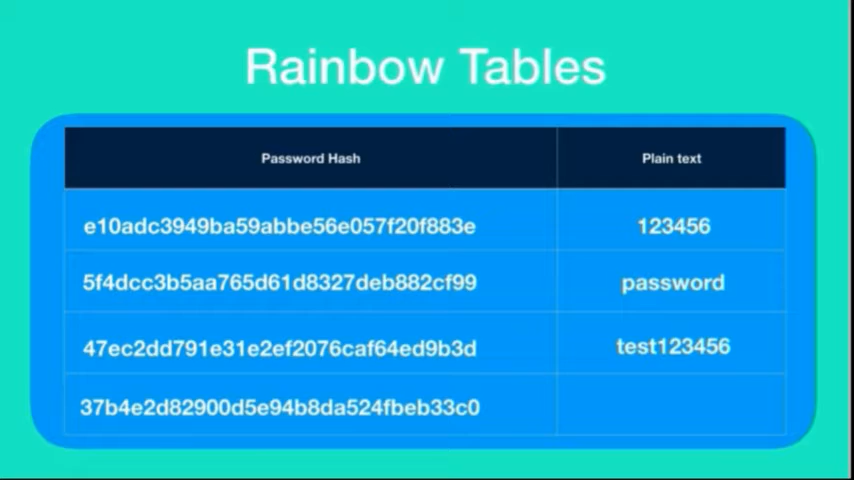 Rainbow Tables
Password Hash Plain text
e10adc3949ba59abbe56e057f20f883e 123456
5f4dcc3b5aa765d61d8327deb882cf99 password
47ec2dd791e31e2ef2076caf64ed9b3d test123456
37b4e2d82900d5e94b8da524fbeb33c0